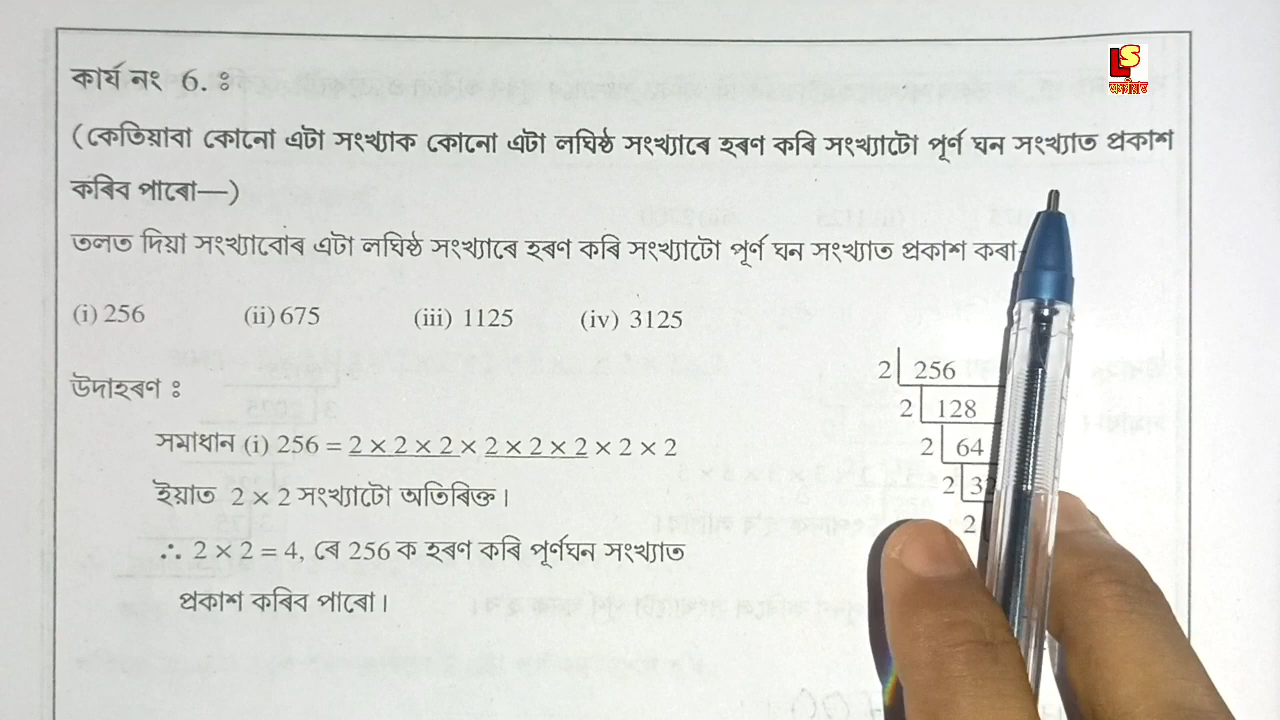 LS
কাৰ্য নং 6. ঃ
(কেতিয়াবা কোনো এটা সংখ্যাক কোনো এটা লঘিষ্ঠ সংখ্যাৰে হৰণ কৰি সংখ্যাটো পূৰ্ণ ঘন সংখ্যাত প্ৰকাশ
কৰিব পাৰো—)
তলত দিয়া সংখ্যাবোৰ এটা লঘিষ্ঠ সংখ্যাৰে হৰণ কৰি সংখ্যাটো পূৰ্ণ ঘন সংখ্যাত প্ৰকাশ কৰা
(i) 256 (ii) 675 (iii) 1125 (iv) 3125
2 256
উদাহৰণ ঃ
2 128
সমাধান (i) 256 = 2 × 2 × 2 × 2 × 2 × 2 × 2 × 2
2 64
ইয়াত 2 × 2 সংখ্যাটো অতিৰিক্ত।
2 32
2
∴ 2 × 2 = 4, ৰে 256 ক হৰণ কৰি পূৰ্ণঘন সংখ্যাত
প্ৰকাশ কৰিব পাৰো।